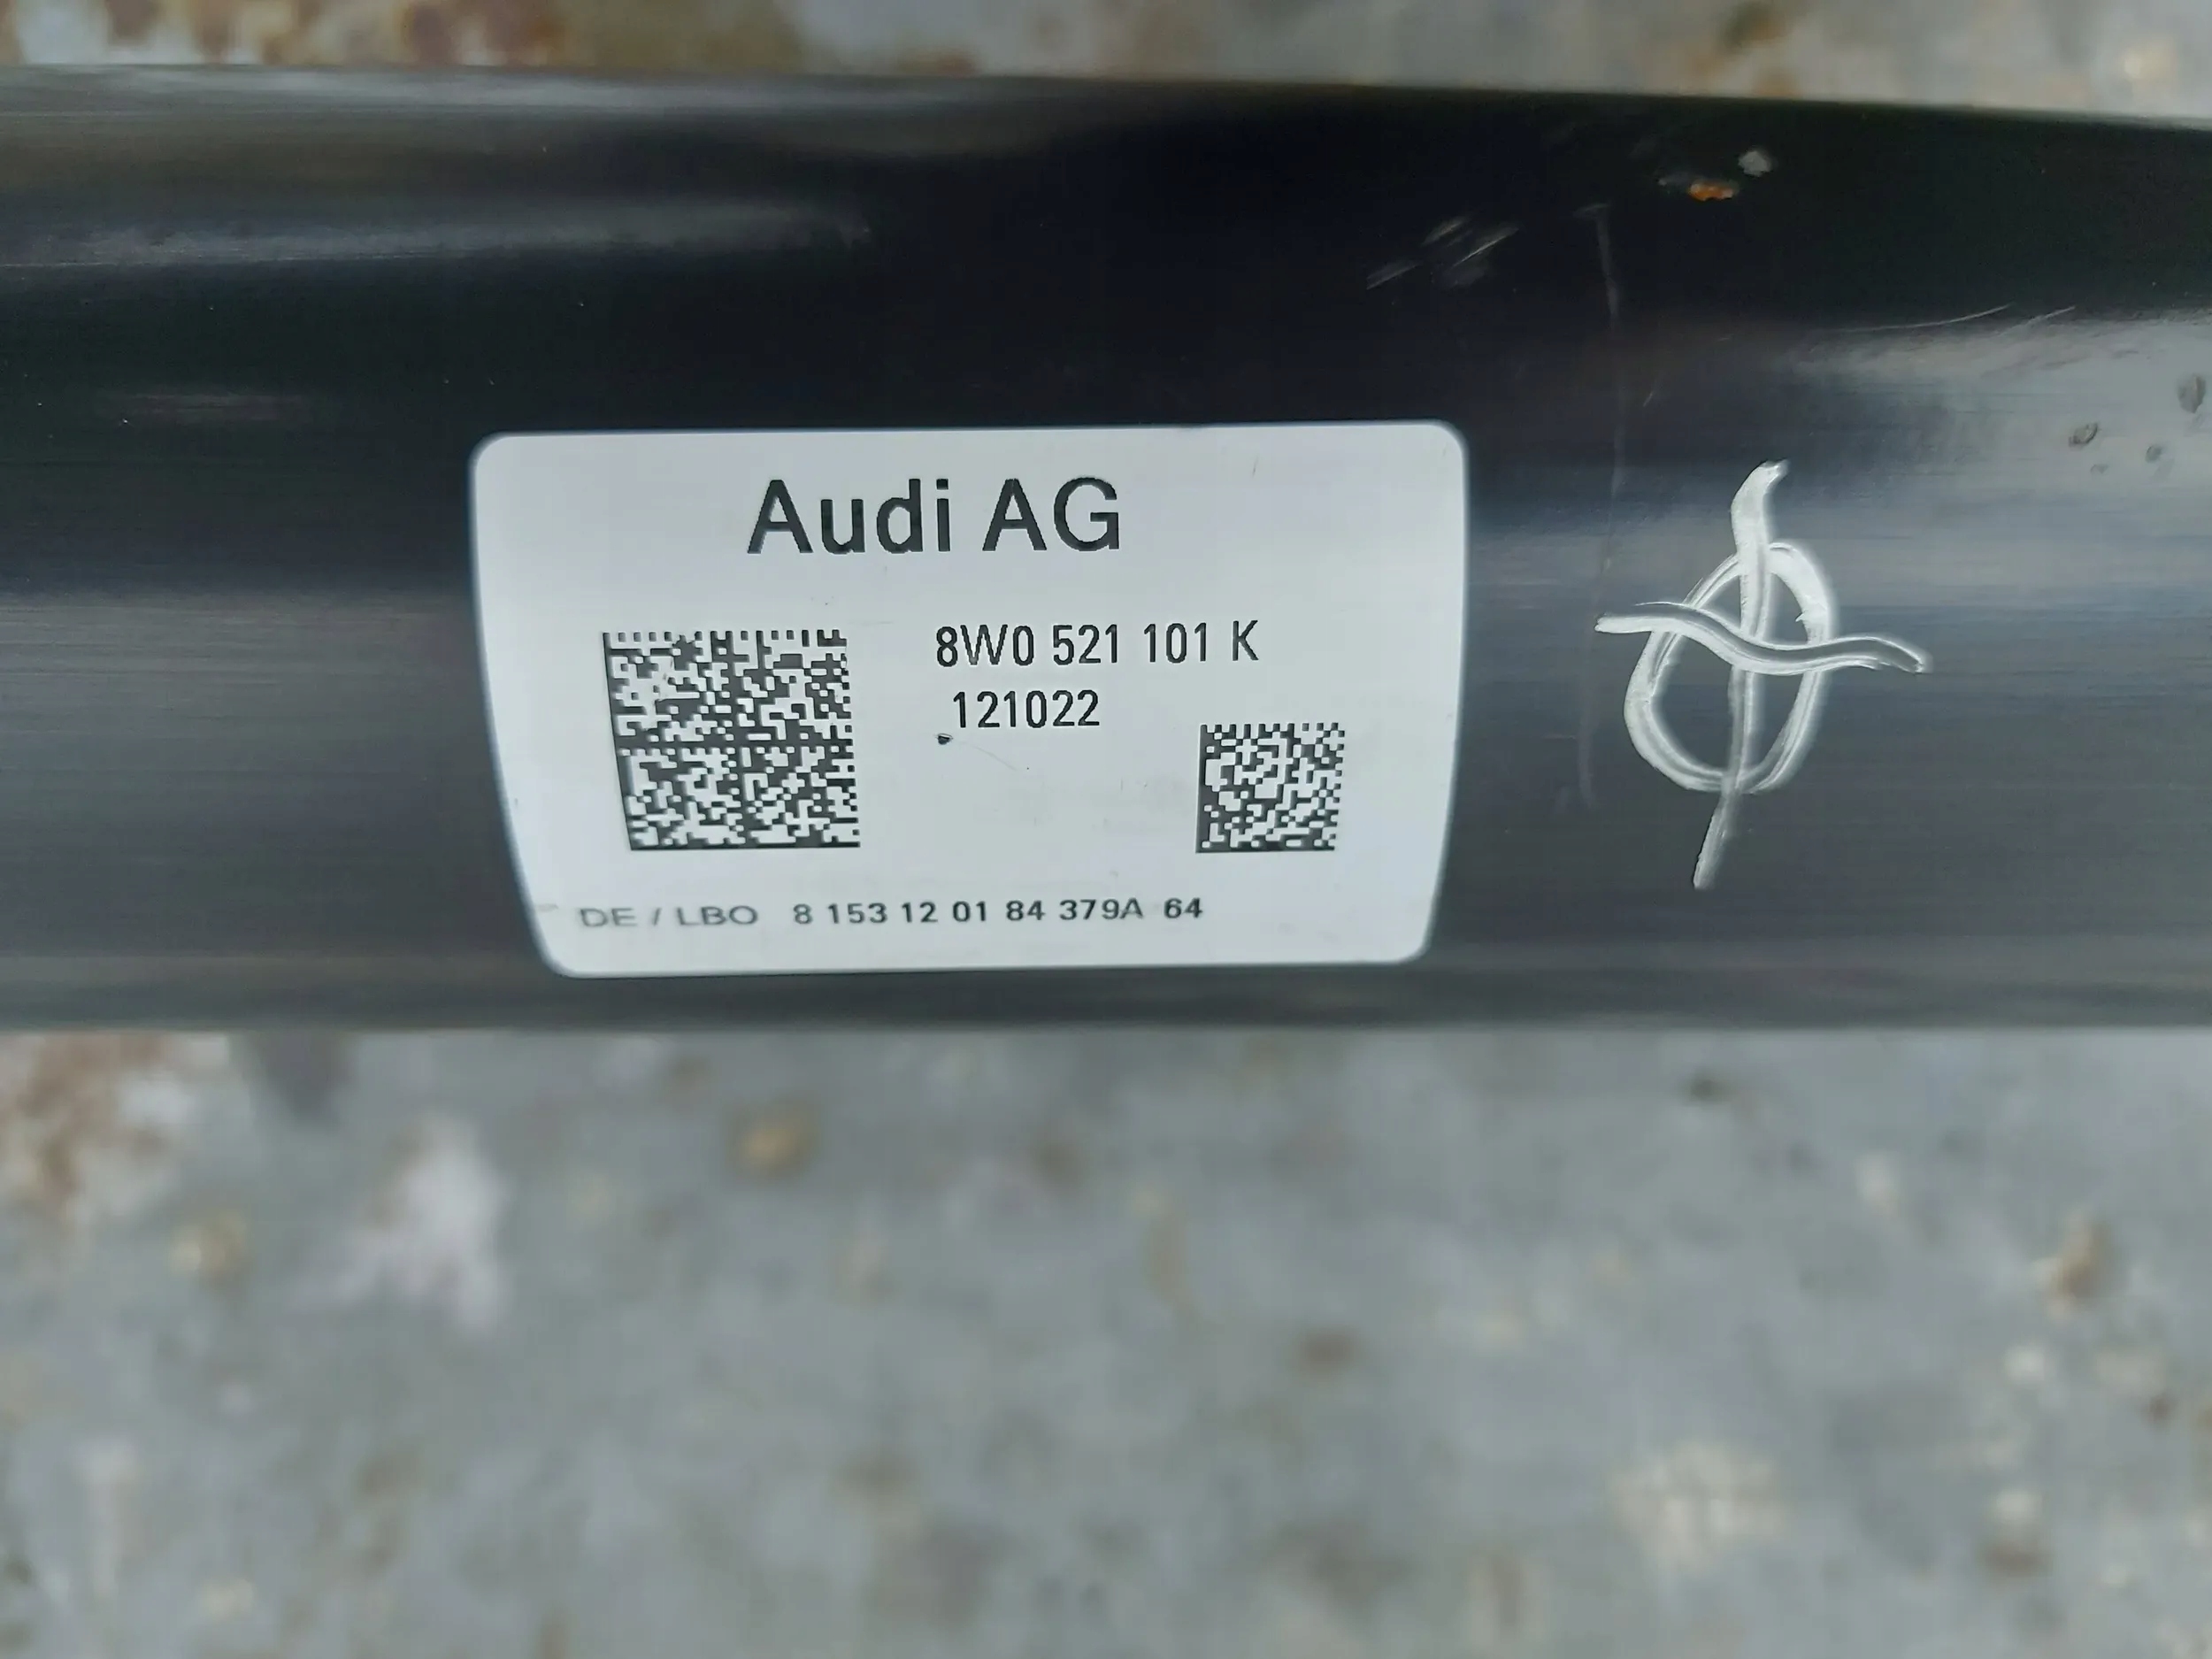 Audi AG
8W0 521 101 K
121022
DE / LBO 8 153 12 01 84 379A 64